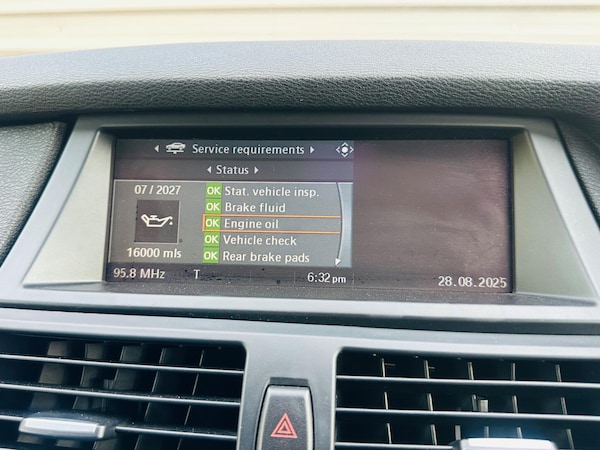 Service requirements
Status
07 / 2027
OK Stat. vehicle insp.
OK Brake fluid
OK Engine oil
OK Vehicle check
16000 mls
OK Rear brake pads
95.8 MHz T 6:32 pm 28.08.2025